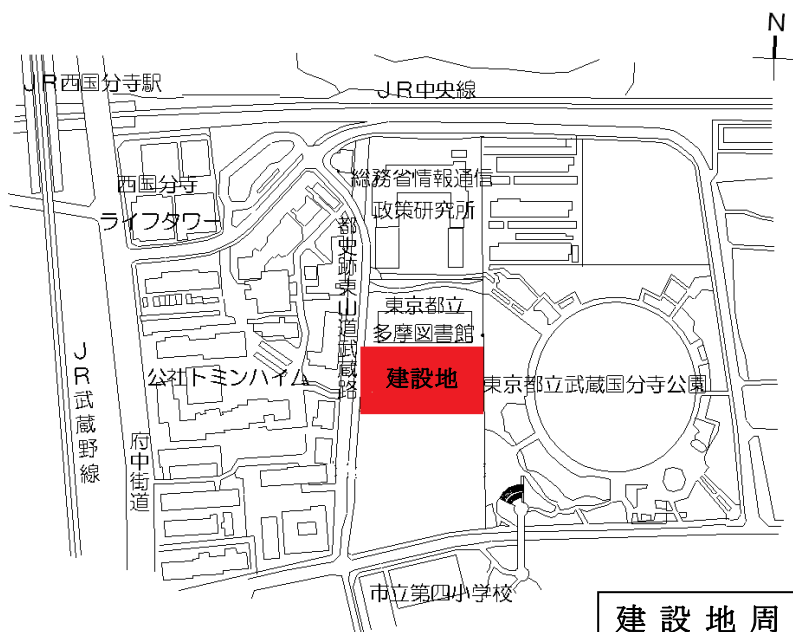 N
JR西国分寺駅
JR中央線
西国分寺
ライフタワー
総務省情報通信
政策研究所
都史跡東山道武蔵路
東京都立
多摩図書館
JR武蔵野線
公社トミンハイム
建設地
東京都立武蔵国分寺公園
府中街道
市立第四小学校
建設地周